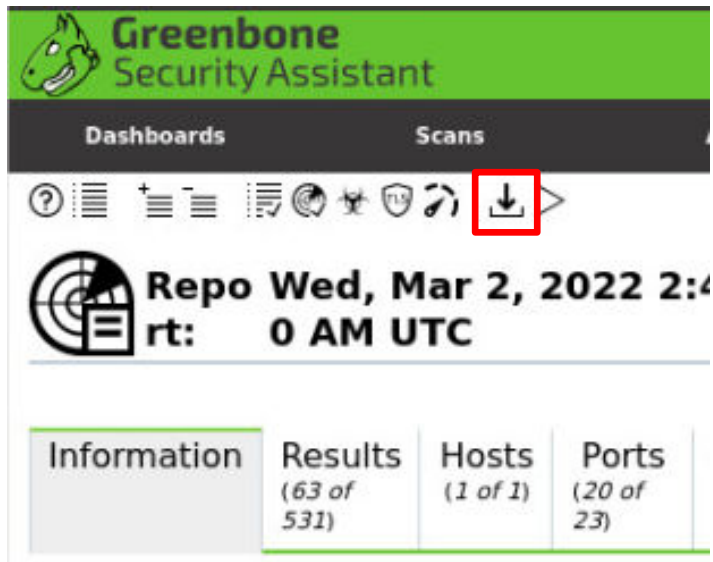 Greenbone
Security Assistant
Dashboards Scans
? TLS
Repo Wed, Mar 2, 2022 2:4
rt: 0 AM UTC
Information Results Hosts Ports
(63 of (1 of 1) (20 of
531) 23)